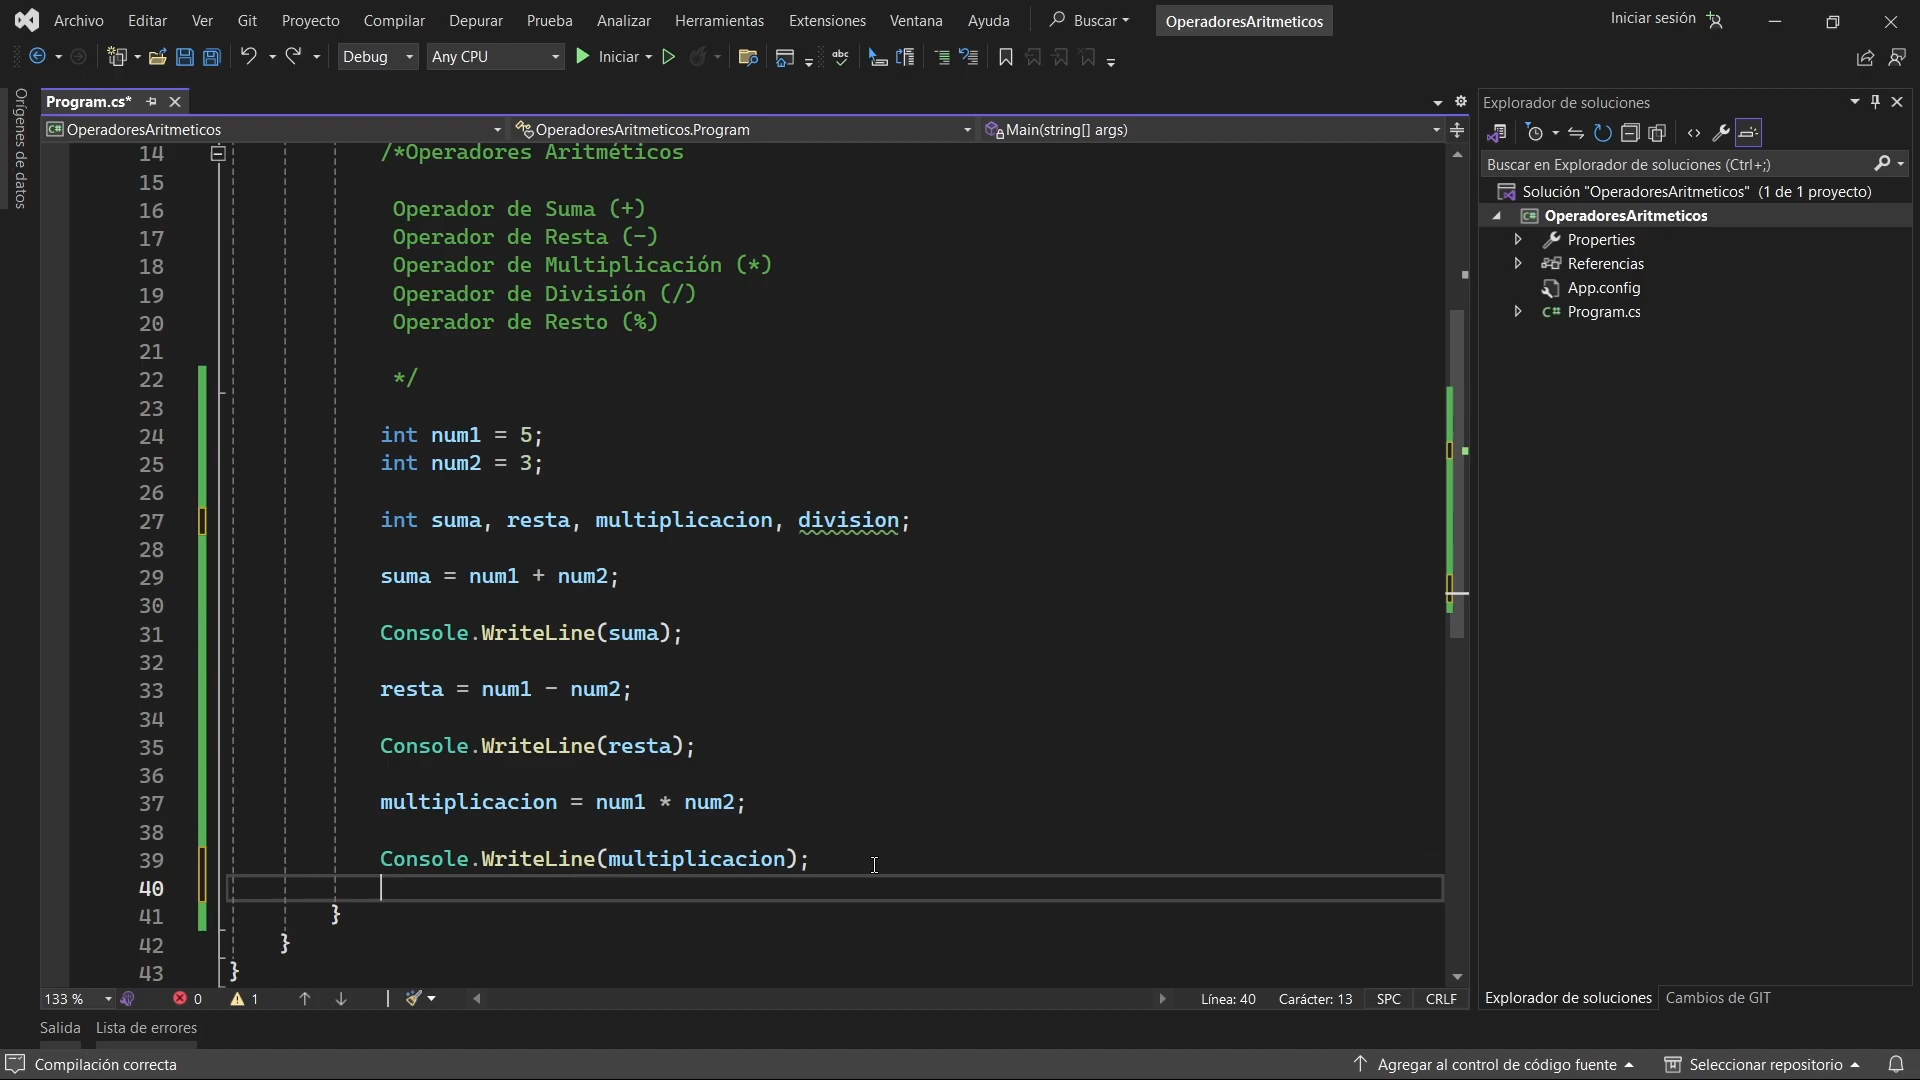 Archivo Editar Ver Git Proyecto Compilar Depurar Prueba Analizar Herramientas Extensiones Ventana Ayuda Buscar OperadoresAritmeticos Iniciar sesión
Debug Any CPU Iniciar abc
Orígenes de datos
Program.cs*
OperadoresAritmeticos OperadoresAritmeticos.Program Main(string[] args)
14 /*Operadores Aritméticos
15
16 Operador de Suma (+)
17 Operador de Resta (-)
18 Operador de Multiplicación (*)
19 Operador de División (/)
20 Operador de Resto (%)
21
22 */
23
24 int num1 = 5;
25 int num2 = 3;
26
27 int suma, resta, multiplicacion, division;
28
29 suma = num1 + num2;
30
31 Console.WriteLine(suma);
32
33 resta = num1 - num2;
34
35 Console.WriteLine(resta);
36
37 multiplicacion = num1 * num2;
38
39 Console.WriteLine(multiplicacion);
40
41 }
42 }
43 }
133 % 0 1 Línea: 40 Carácter: 13 SPC CRLF
Explorador de soluciones
Buscar en Explorador de soluciones (Ctrl+;)
Solución "OperadoresAritmeticos" (1 de 1 proyecto)
C# OperadoresAritmeticos
Properties
Referencias
App.config
C# Program.cs
Explorador de soluciones Cambios de GIT
Salida Lista de errores
Compilación correcta Agregar al control de código fuente Seleccionar repositorio